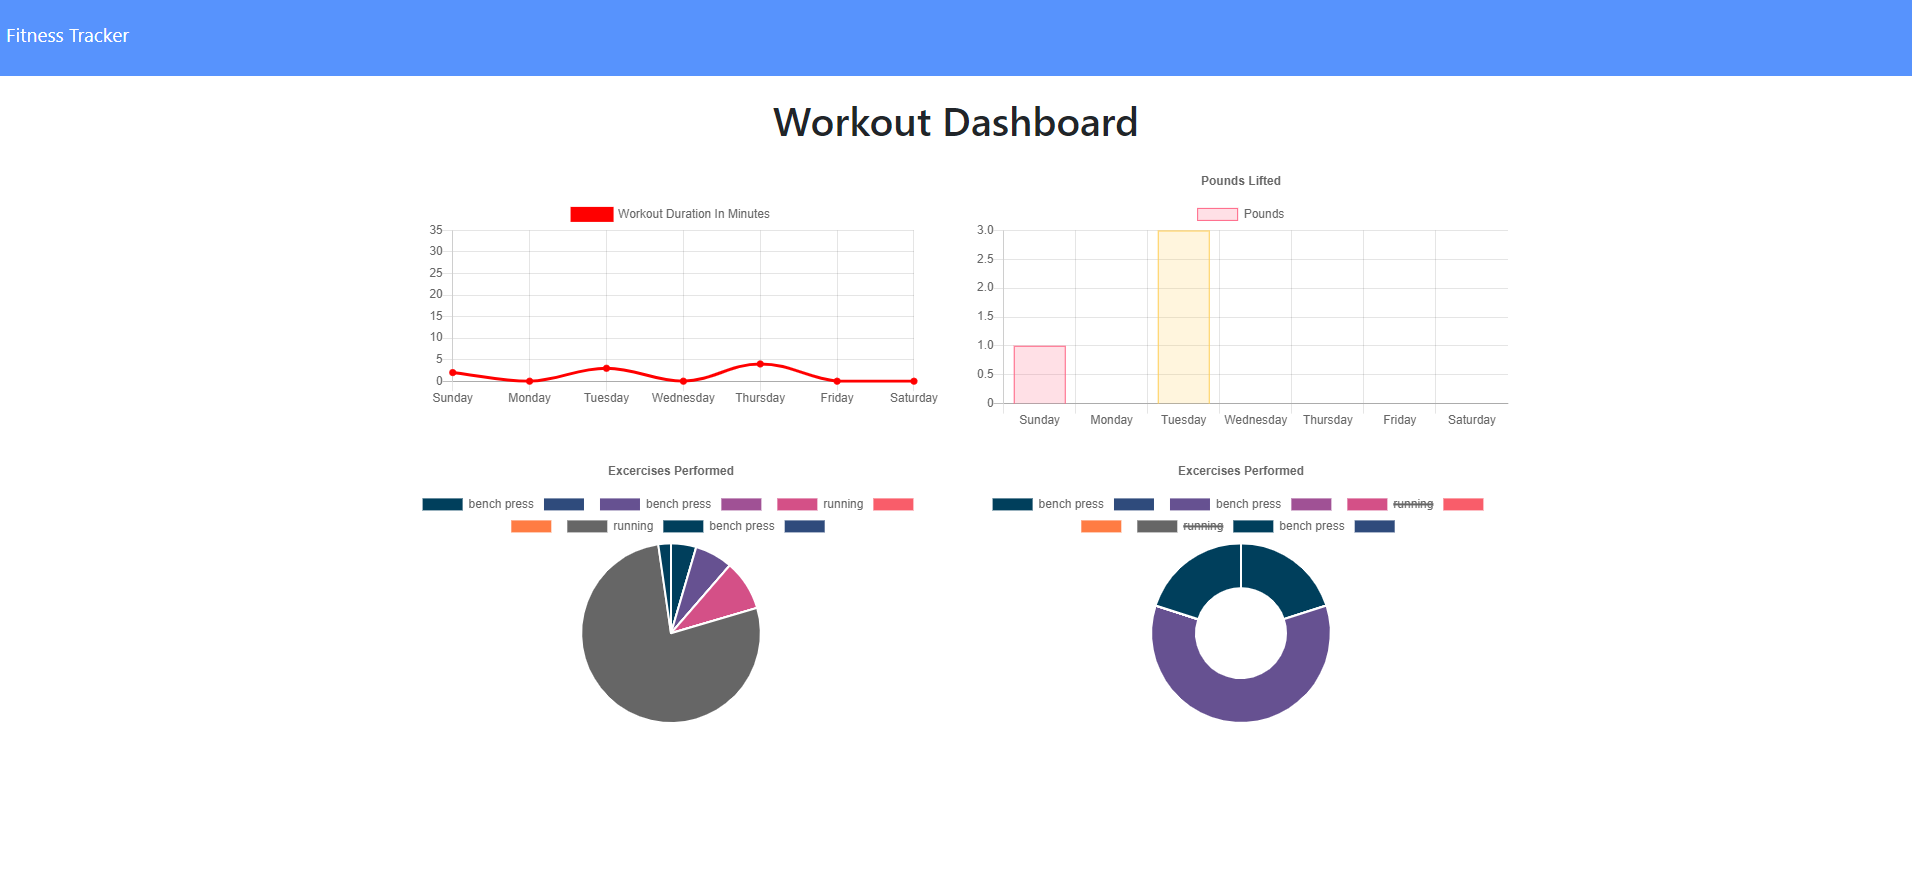 Fitness Tracker
Workout Dashboard
Workout Duration In Minutes
35
30
25
20
15
10
5
0
Sunday Monday Tuesday Wednesday Thursday Friday Saturday
Pounds Lifted
Pounds
3.0
2.5
2.0
1.5
1.0
0.5
0
Sunday Monday Tuesday Wednesday Thursday Friday Saturday
Excercises Performed
bench press bench press running
running bench press
Excercises Performed
bench press bench press running
running bench press